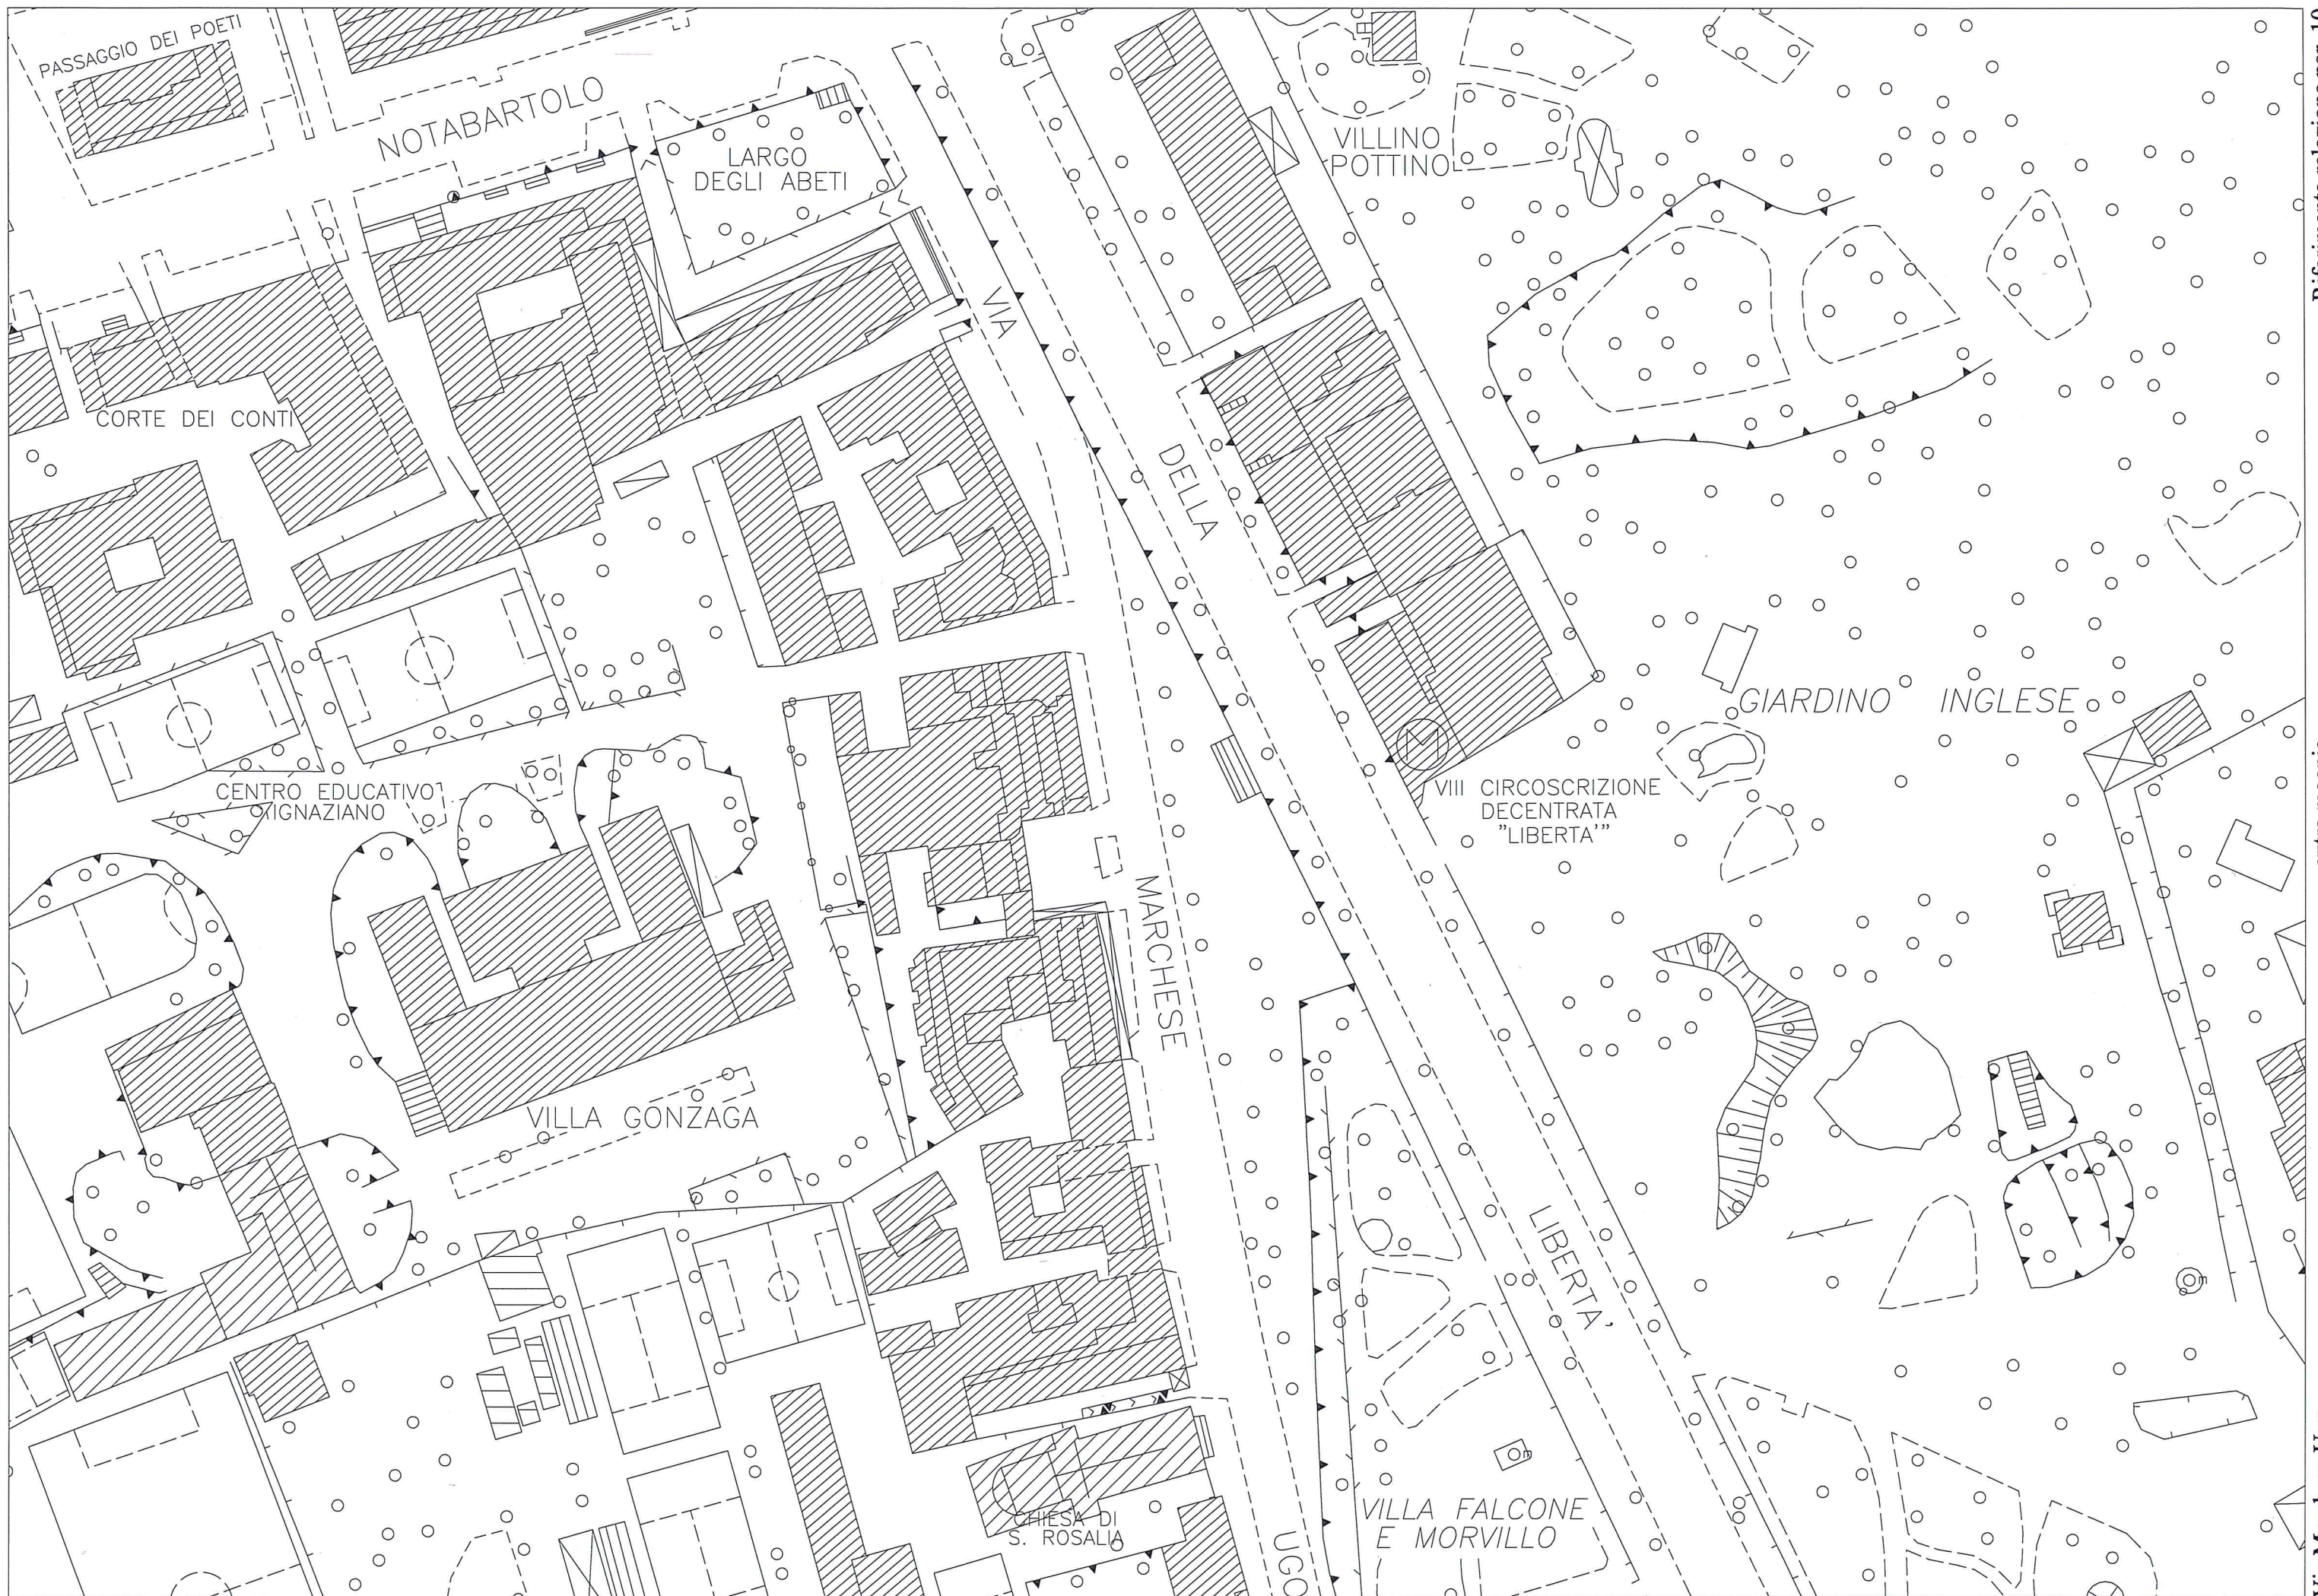 PASSAGGIO DEI POETI
NOTABARTOLO
LARGO
DEGLI ABETI
VILLINO
POTTINO
VIA
CORTE DEI CONTI
DELLA
GIARDINO INGLESE
M
VIII CIRCOSCRIZIONE
DECENTRATA
"LIBERTA'"
CENTRO EDUCATIVO
IGNAZIANO
MARCHESE
VILLA GONZAGA
LIBERTA'
m
m
VILLA FALCONE
E MORVILLO
CHIESA DI
S. ROSALIA
UGO